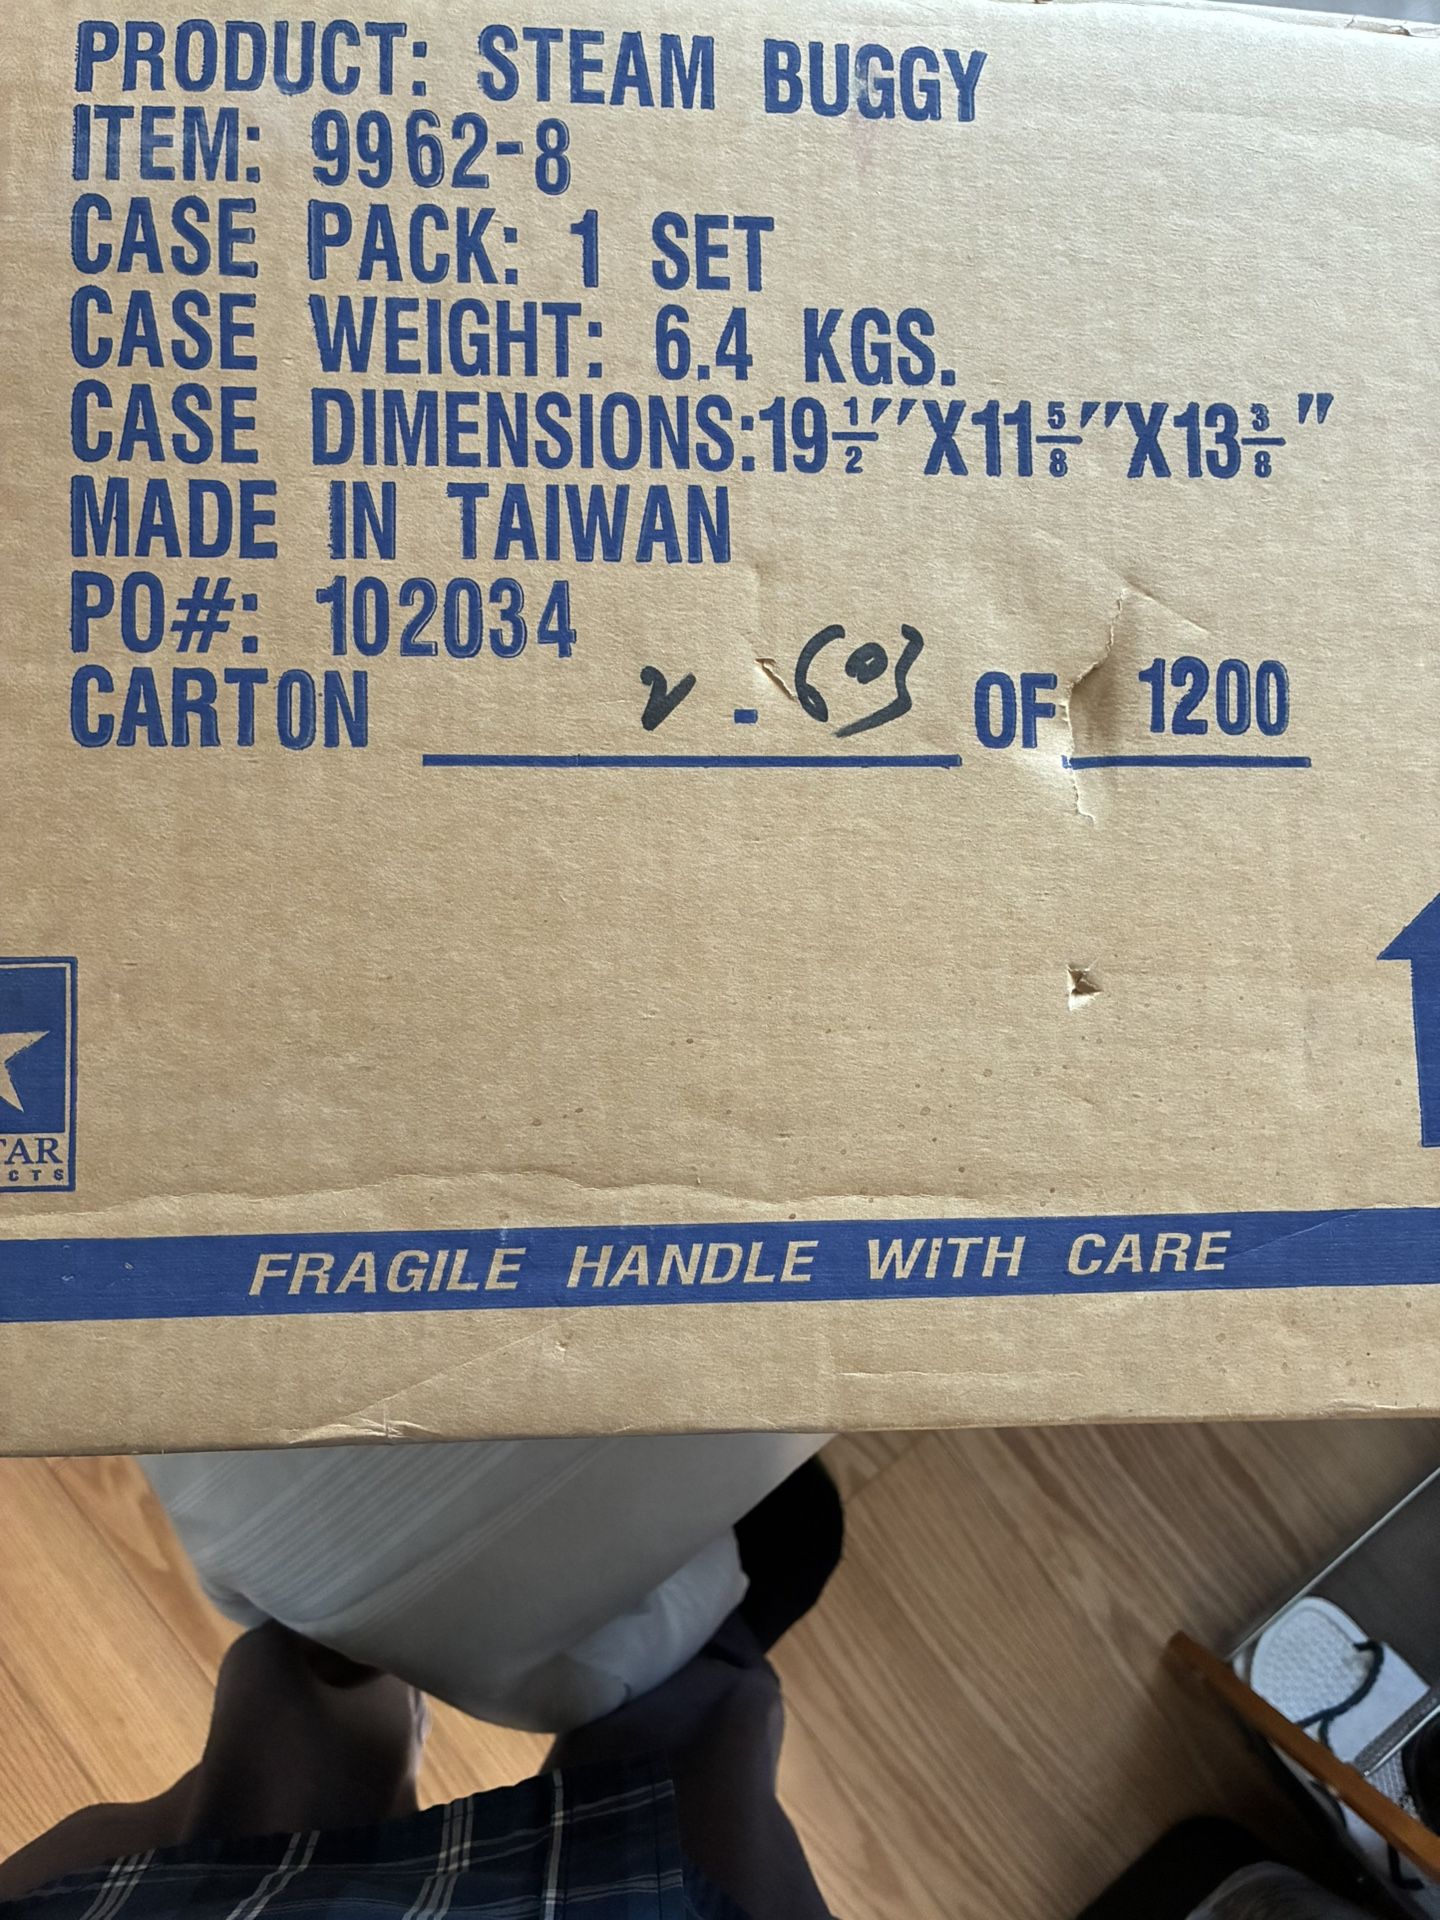 PRODUCT: STEAM BUGGY
ITEM: 9962-8
CASE PACK: 1 SET
CASE WEIGHT: 6.4 KGS.
CASE DIMENSIONS:19 1/2"X11 5/8"X13 3/8"
MADE IN TAIWAN
PO#: 102034
CARTON - OF 1200
TAR
CTS
FRAGILE HANDLE WITH CARE